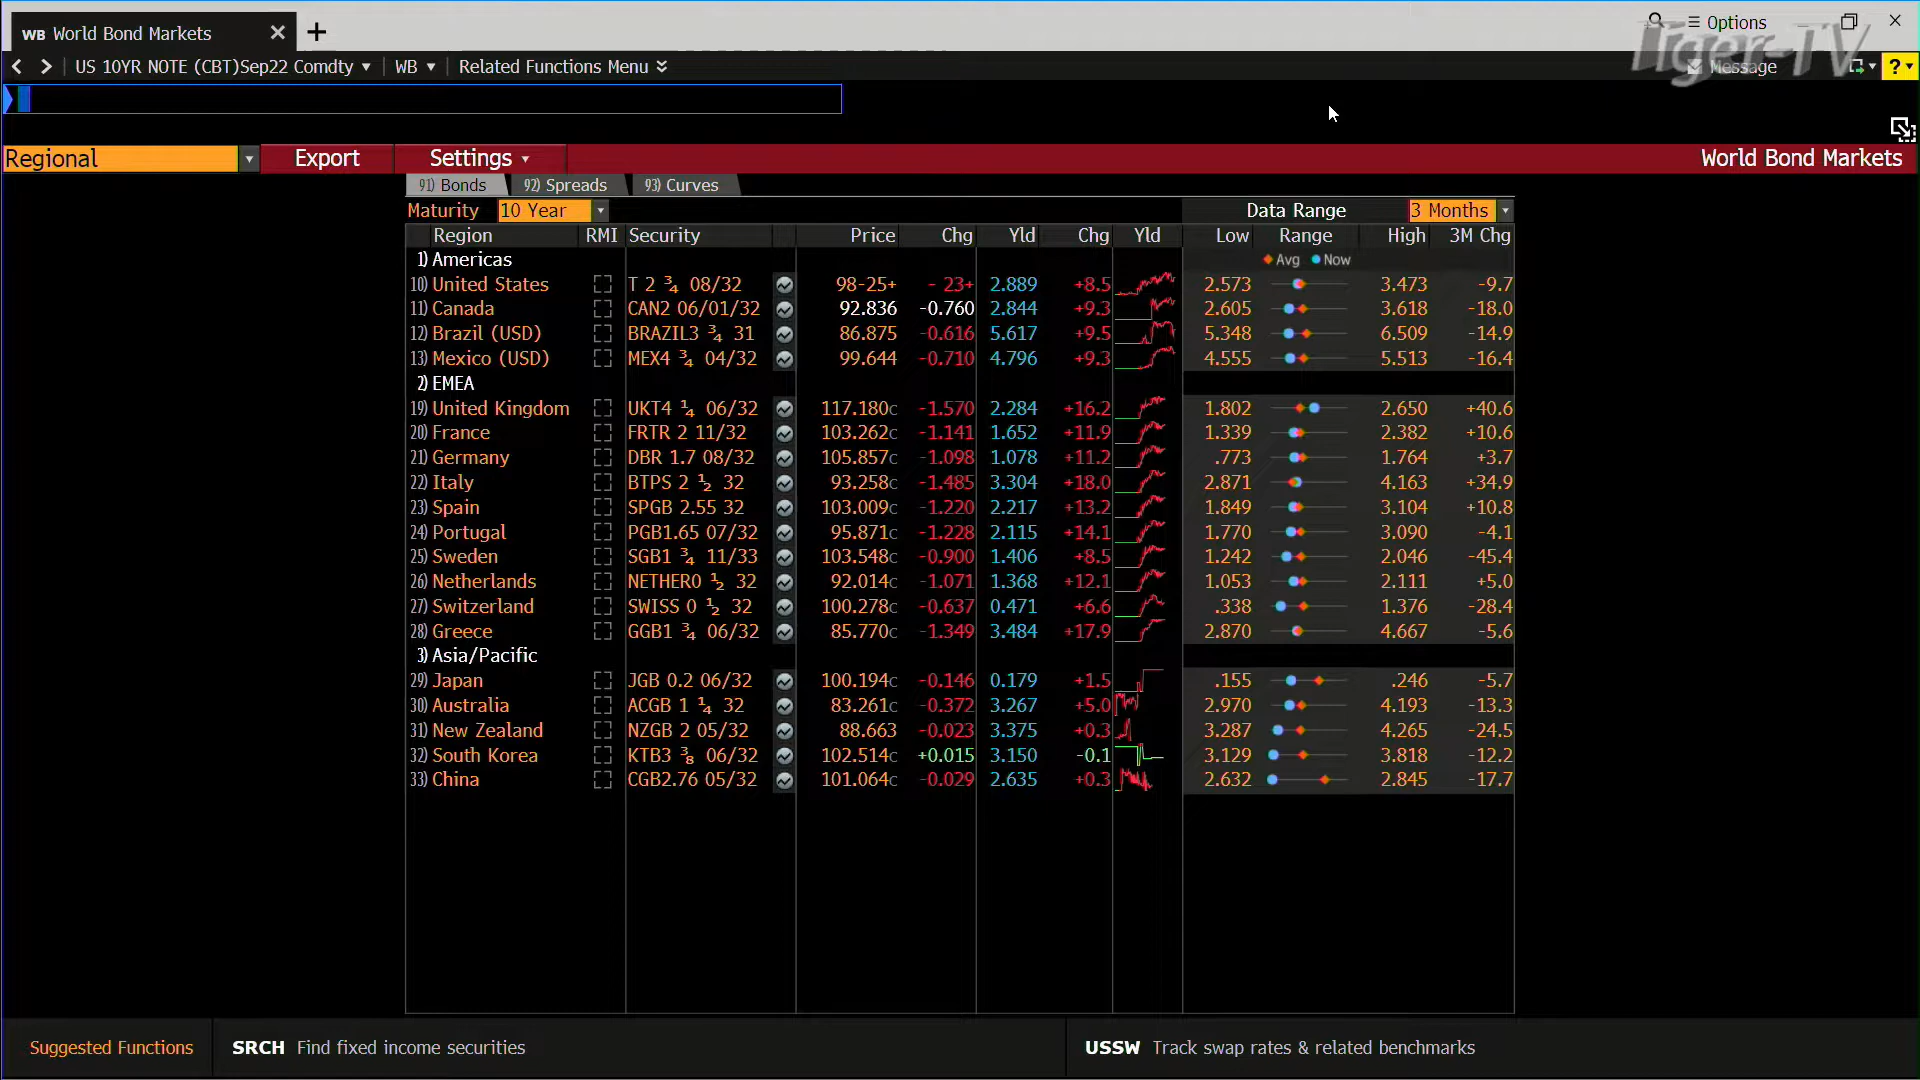 WB World Bond Markets
Options
Tiger-TV
US 10YR NOTE (CBT)Sep22 Comdty WB Related Functions Menu
Message ?
Regional Export Settings World Bond Markets
91) Bonds 92) Spreads 93) Curves
Maturity 10 Year Data Range 3 Months
Region RMI Security Price Chg Yld Chg Yld Low Range High 3M Chg
1) Americas Avg Now
10) United States T 2 ¾ 08/32 98-25+ - 23+ 2.889 +8.5 2.573 3.473 -9.7
11) Canada CAN2 06/01/32 92.836 -0.760 2.844 +9.3 2.605 3.618 -18.0
12) Brazil (USD) BRAZIL3 ¾ 31 86.875 -0.616 5.617 +9.5 5.348 6.509 -14.9
13) Mexico (USD) MEX4 ¾ 04/32 99.644 -0.710 4.796 +9.3 4.555 5.513 -16.4
2) EMEA
19) United Kingdom UKT4 ¼ 06/32 117.180c -1.570 2.284 +16.2 1.802 2.650 +40.6
20) France FRTR 2 11/32 103.262c -1.141 1.652 +11.9 1.339 2.382 +10.6
21) Germany DBR 1.7 08/32 105.857c -1.098 1.078 +11.2 .773 1.764 +3.7
22) Italy BTPS 2 ½ 32 93.258c -1.485 3.304 +18.0 2.871 4.163 +34.9
23) Spain SPGB 2.55 32 103.009c -1.220 2.217 +13.2 1.849 3.104 +10.8
24) Portugal PGB1.65 07/32 95.871c -1.228 2.115 +14.1 1.770 3.090 -4.1
25) Sweden SGB1 ¾ 11/33 103.548c -0.900 1.406 +8.5 1.242 2.046 -45.4
26) Netherlands NETHER0 ½ 32 92.014c -1.071 1.368 +12.1 1.053 2.111 +5.0
27) Switzerland SWISS 0 ½ 32 100.278c -0.637 0.471 +6.6 .338 1.376 -28.4
28) Greece GGB1 ¾ 06/32 85.770c -1.349 3.484 +17.9 2.870 4.667 -5.6
3) Asia/Pacific
29) Japan JGB 0.2 06/32 100.194c -0.146 0.179 +1.5 .155 .246 -5.7
30) Australia ACGB 1 ¼ 32 83.261c -0.372 3.267 +5.0 2.970 4.193 -13.3
31) New Zealand NZGB 2 05/32 88.663 -0.023 3.375 +0.3 3.287 4.265 -24.5
32) South Korea KTB3 ⅜ 06/32 102.514c +0.015 3.150 -0.1 3.129 3.818 -12.2
33) China CGB2.76 05/32 101.064c -0.029 2.635 +0.3 2.632 2.845 -17.7
Suggested Functions SRCH Find fixed income securities USSW Track swap rates & related benchmarks